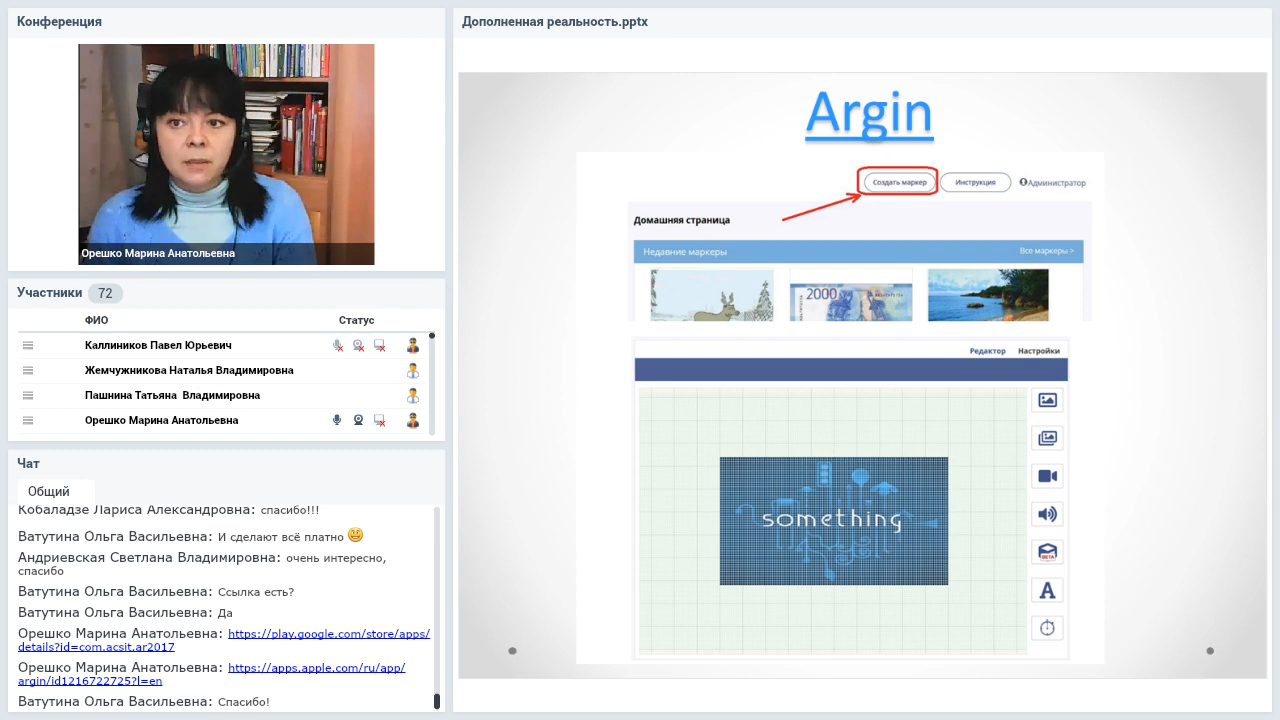 Конференция
Орешко Марина Анатольевна
Участники 72
ФИО Статус
Каллиников Павел Юрьевич
Жемчужникова Наталья Владимировна
Пашнина Татьяна Владимировна
Орешко Марина Анатольевна
Чат
Общий
Кобаладзе Лариса Александровна: спасибо!!!
Ватутина Ольга Васильевна: И сделают всё платно
Андриевская Светлана Владимировна: очень интересно,
спасибо
Ватутина Ольга Васильевна: Ссылка есть?
Ватутина Ольга Васильевна: Да
Орешко Марина Анатольевна: https://play.google.com/store/apps/
details?id=com.acsit.ar2017
Орешко Марина Анатольевна: https://apps.apple.com/ru/app/
argin/id1216722725?l=en
Ватутина Ольга Васильевна: Спасибо!
Дополненная реальность.pptx
Argin
Создать маркер Инструкция Администратор
Домашняя страница
Недавние маркеры Все маркеры >
2000
Редактор Настройки
something
BETA
A